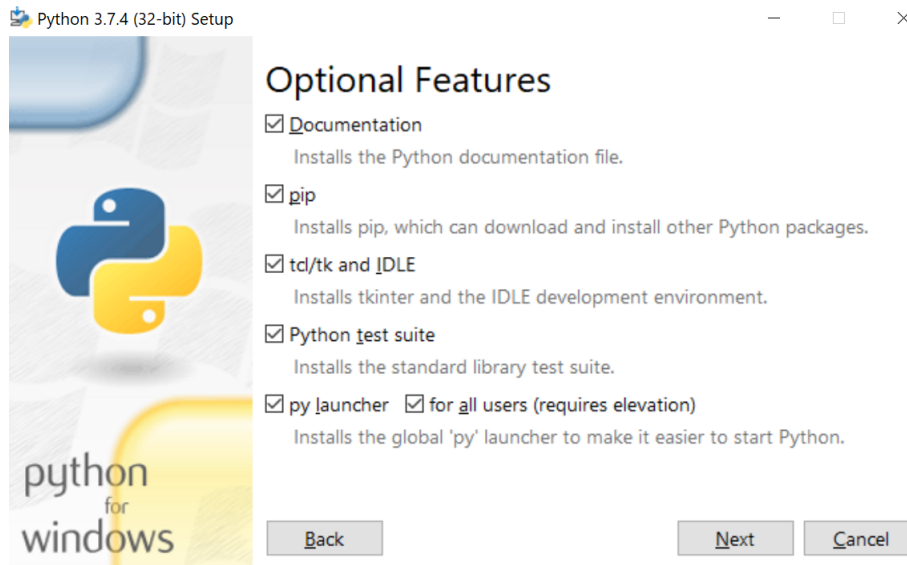 Python 3.7.4 (32-bit) Setup
Optional Features
Documentation
Installs the Python documentation file.
pip
Installs pip, which can download and install other Python packages.
tcl/tk and IDLE
Installs tkinter and the IDLE development environment.
Python test suite
Installs the standard library test suite.
py launcher for all users (requires elevation)
Installs the global 'py' launcher to make it easier to start Python.
python
for
windows
Back Next Cancel